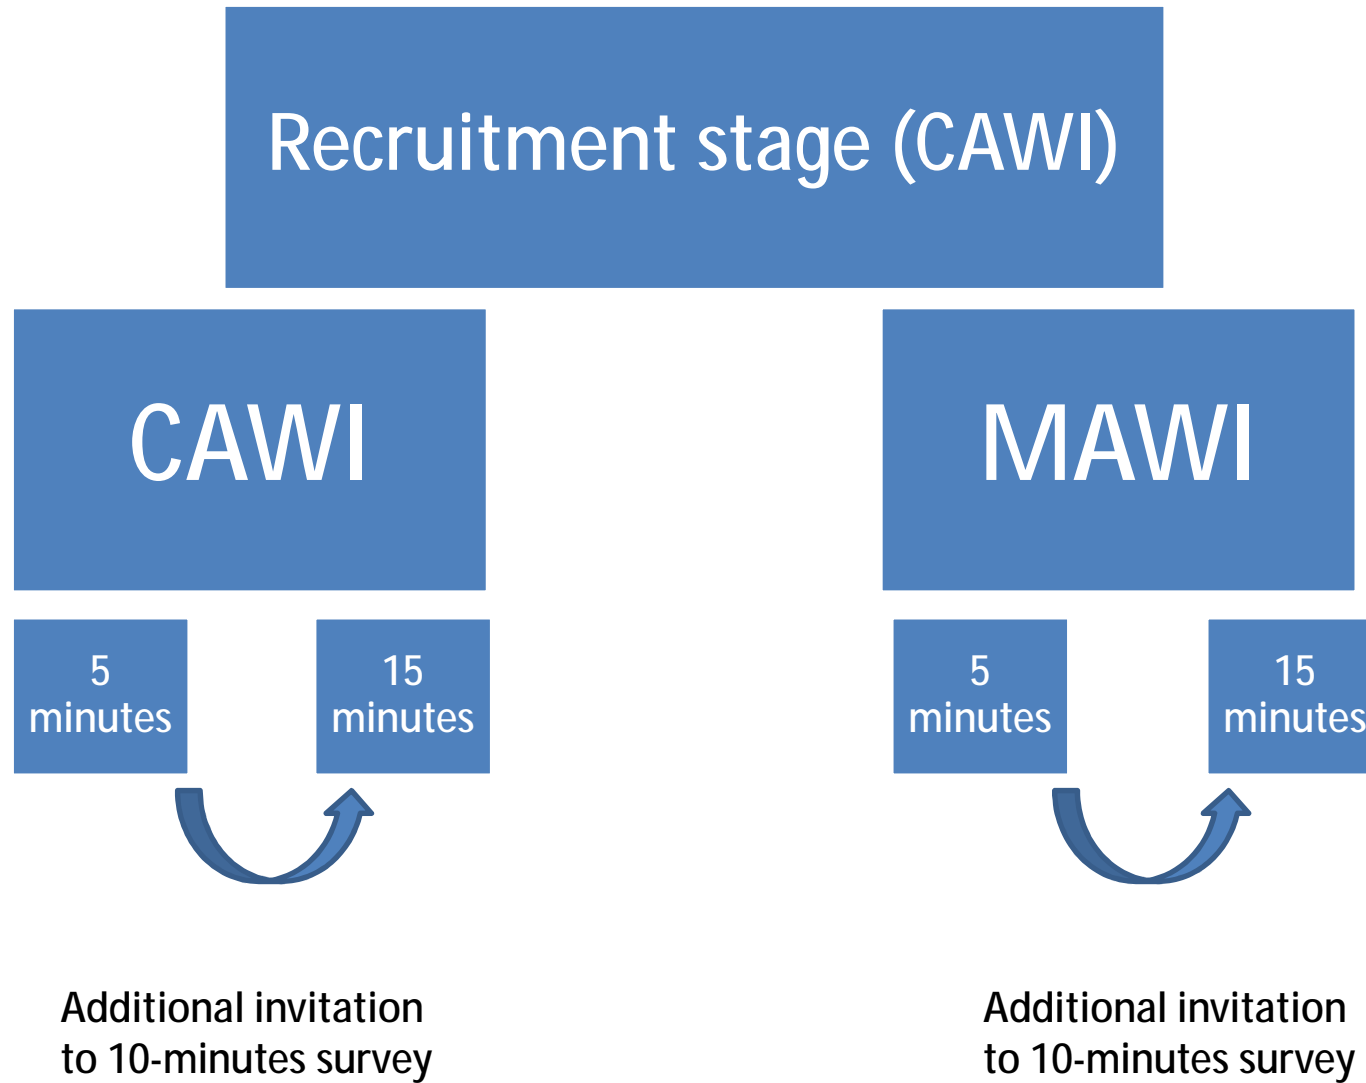 Recruitment stage (CAWI)
CAWI
MAWI
5
minutes
15
minutes
5
minutes
15
minutes
Additional invitation
to 10-minutes survey
Additional invitation
to 10-minutes survey